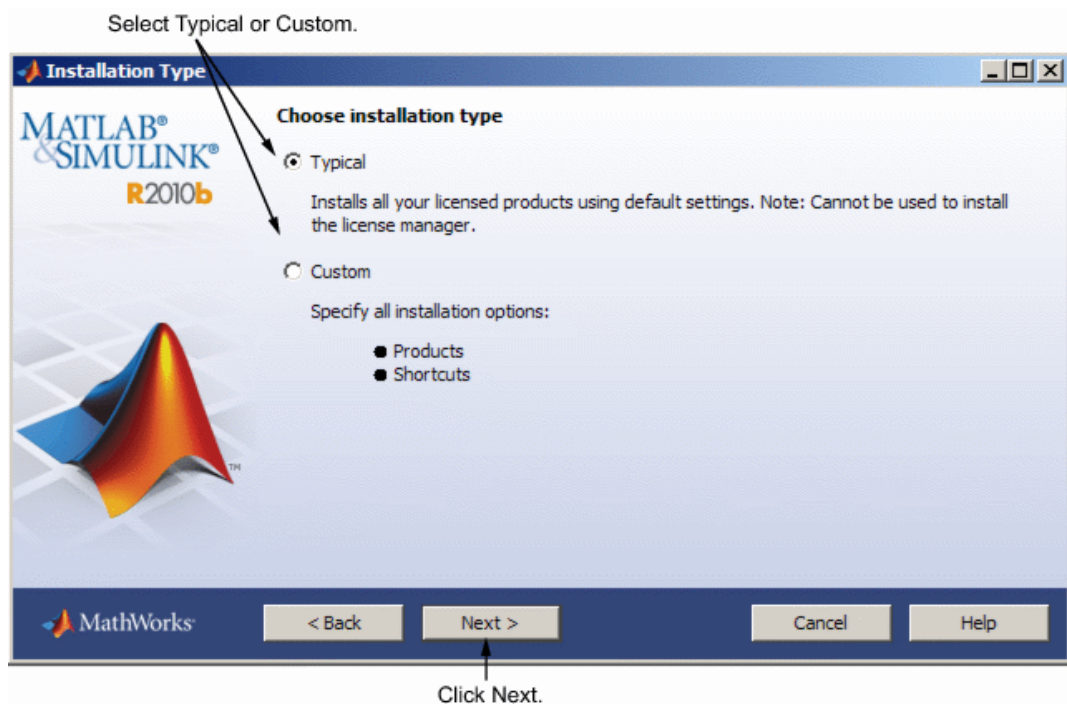 Select Typical or Custom.
Installation Type
MATLAB®
&SIMULINK®
R2010b
Choose installation type
Typical
Installs all your licensed products using default settings. Note: Cannot be used to install
the license manager.
Custom
Specify all installation options:
● Products
● Shortcuts
TM
MathWorks
< Back
Next >
Cancel
Help
Click Next.